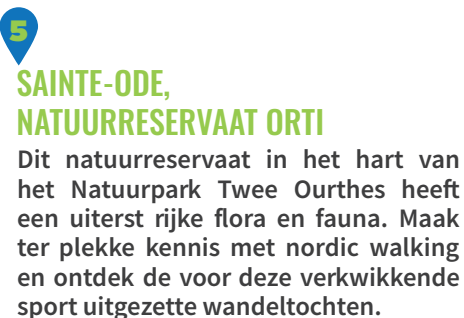 5
SAINTE-ODE,
NATUURRESERVAAT ORTI
Dit natuurreservaat in het hart van
het Natuurpark Twee Ourthes heeft
een uiterst rijke flora en fauna. Maak
ter plekke kennis met nordic walking
en ontdek de voor deze verkwikkende
sport uitgezette wandeltochten.